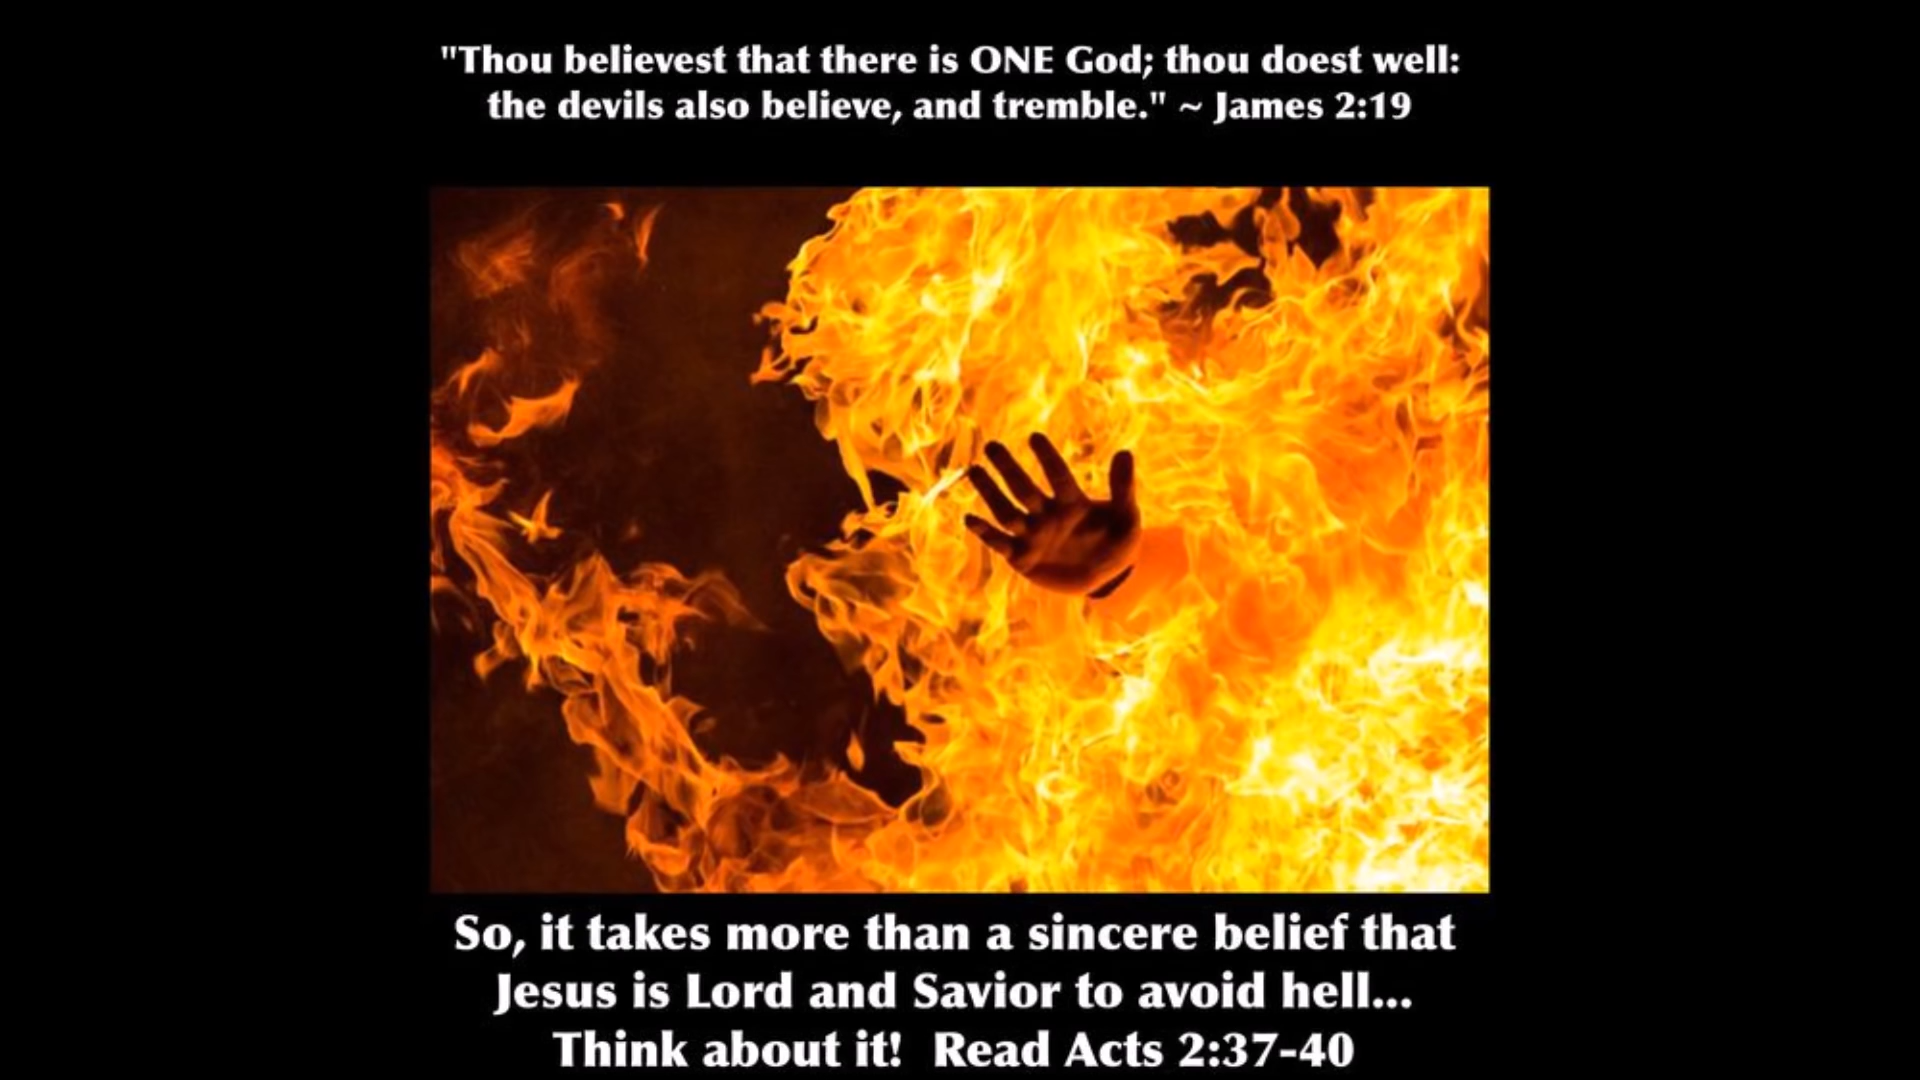 "Thou believest that there is ONE God; thou doest well:
the devils also believe, and tremble." ~ James 2:19
So, it takes more than a sincere belief that
Jesus is Lord and Savior to avoid hell...
Think about it!  Read Acts 2:37-40